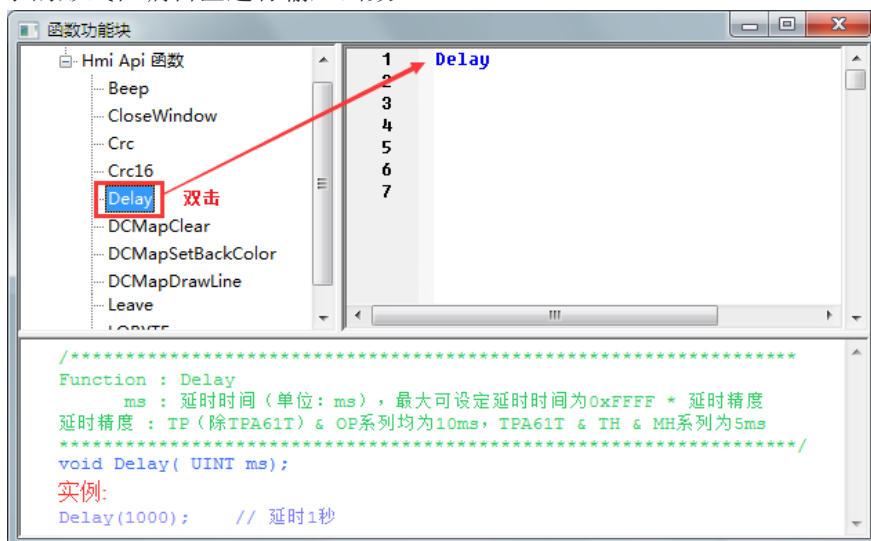 函数功能块
Hmi Api 函数
Beep
CloseWindow
Crc
Crc16
Delay 双击
DCMapClear
DCMapSetBackColor
DCMapDrawLine
Leave
1 Delay
2
3
4
5
6
7
/*****************************************************************
Function : Delay
ms : 延时时间(单位: ms),最大可设定延时时间为0xFFFF * 延时精度
延时精度 : TP(除TPA61T)& OP系列均为10ms,TPA61T & TH & MH系列为5ms
*****************************************************************/
void Delay( UINT ms);
实例:
Delay(1000); // 延时1秒